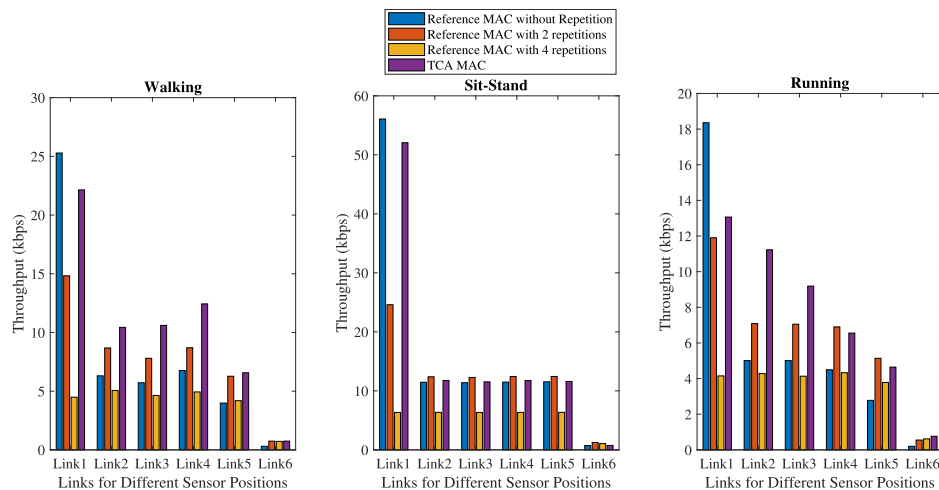 Reference MAC without Repetition
Reference MAC with 2 repetitions
Reference MAC with 4 repetitions
TCA MAC
Walking
Throughput (kbps)
30
25
20
15
10
5
0
Link1 Link2 Link3 Link4 Link5 Link6
Links for Different Sensor Positions
Sit-Stand
Throughput (kbps)
60
50
40
30
20
10
0
Link1 Link2 Link3 Link4 Link5 Link6
Links for Different Sensor Positions
Running
Throughput (kbps)
20
18
16
14
12
10
8
6
4
2
0
Link1 Link2 Link3 Link4 Link5 Link6
Links for Different Sensor Positions